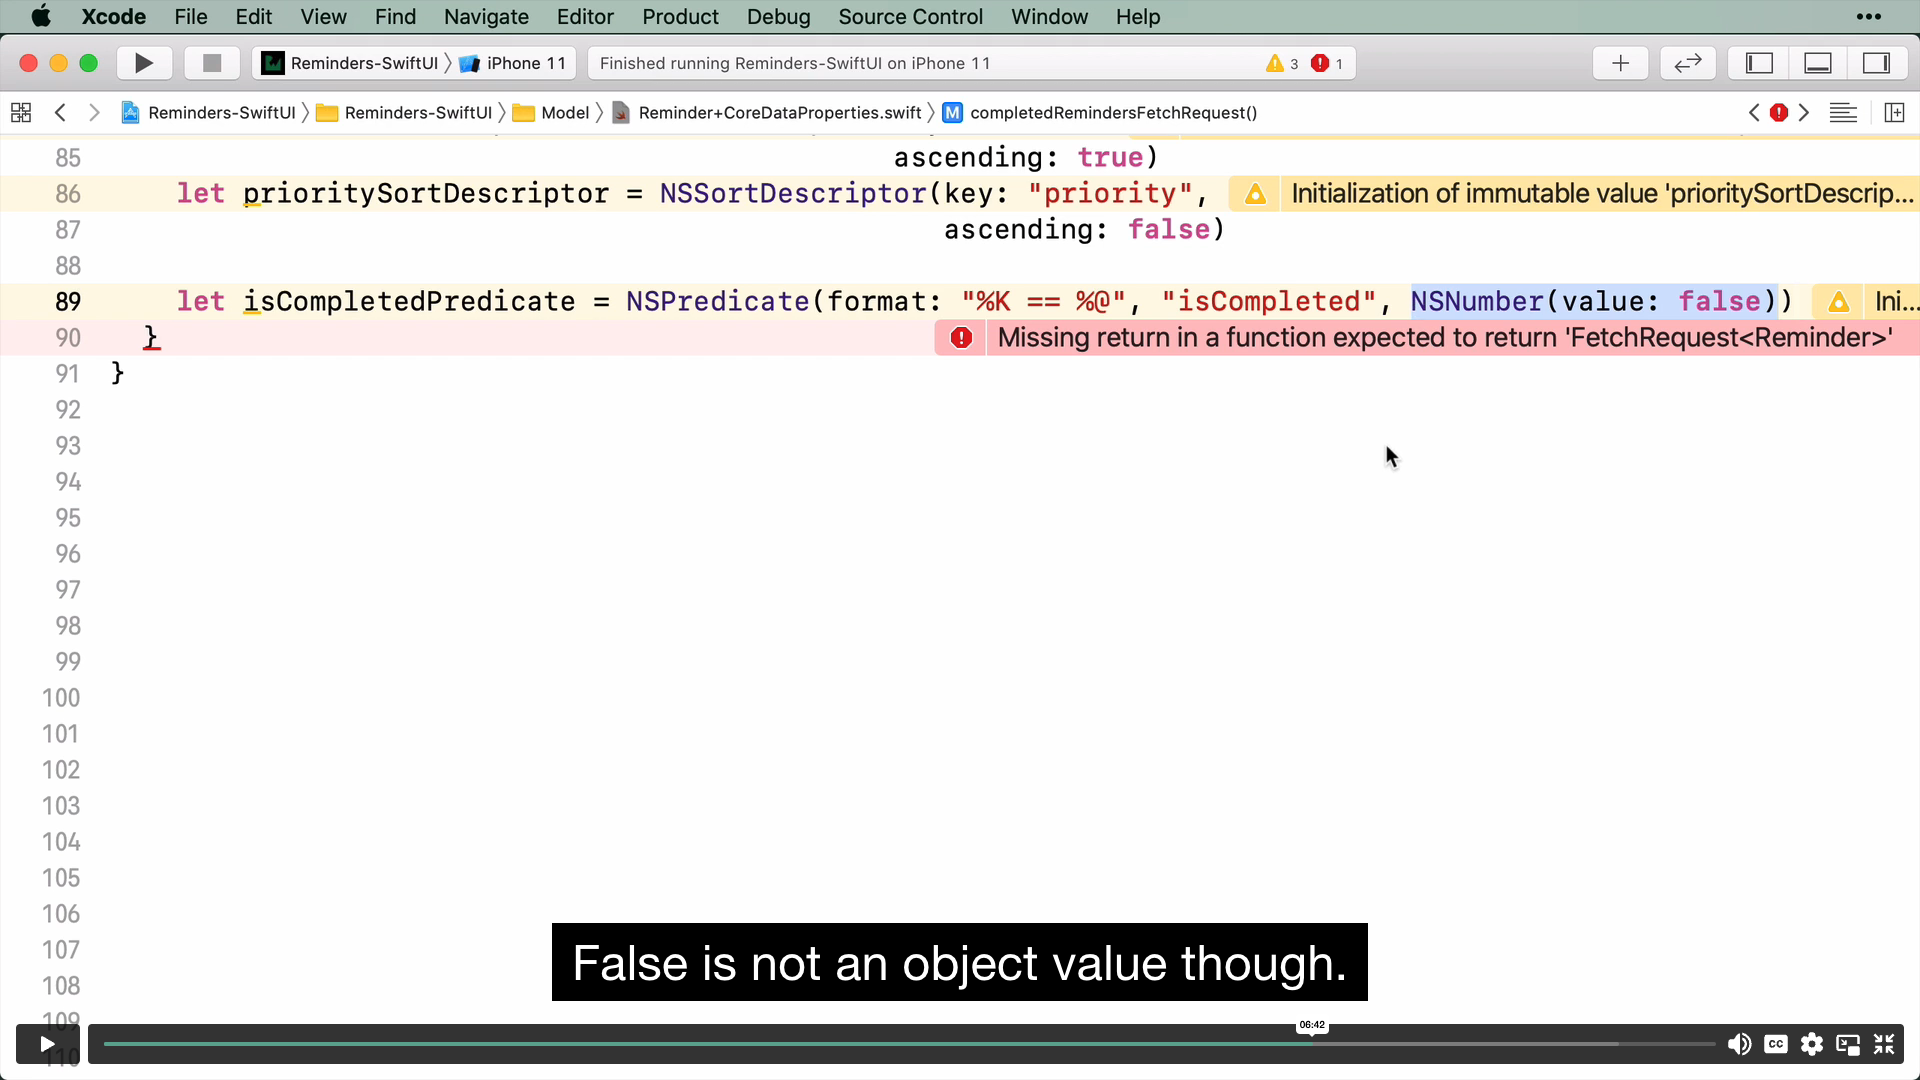 Xcode File Edit View Find Navigate Editor Product Debug Source Control Window Help
Reminders-SwiftUI 〉 iPhone 11
Finished running Reminders-SwiftUI on iPhone 11
3
1
Reminders-SwiftUI 〉 Reminders-SwiftUI 〉 Model 〉 Reminder+CoreDataProperties.swift 〉 M completedRemindersFetchRequest()
85 ascending: true)
86 let prioritySortDescriptor = NSSortDescriptor(key: "priority", Initialization of immutable value 'prioritySortDescrip...
87 ascending: false)
88
89 let isCompletedPredicate = NSPredicate(format: "%K == %@", "isCompleted", NSNumber(value: false)) Ini...
90 } Missing return in a function expected to return 'FetchRequest<Reminder>'
91 }
92
93
94
95
96
97
98
99
100
101
102
103
104
105
106
107
108
109
110
False is not an object value though.
06:42
CC